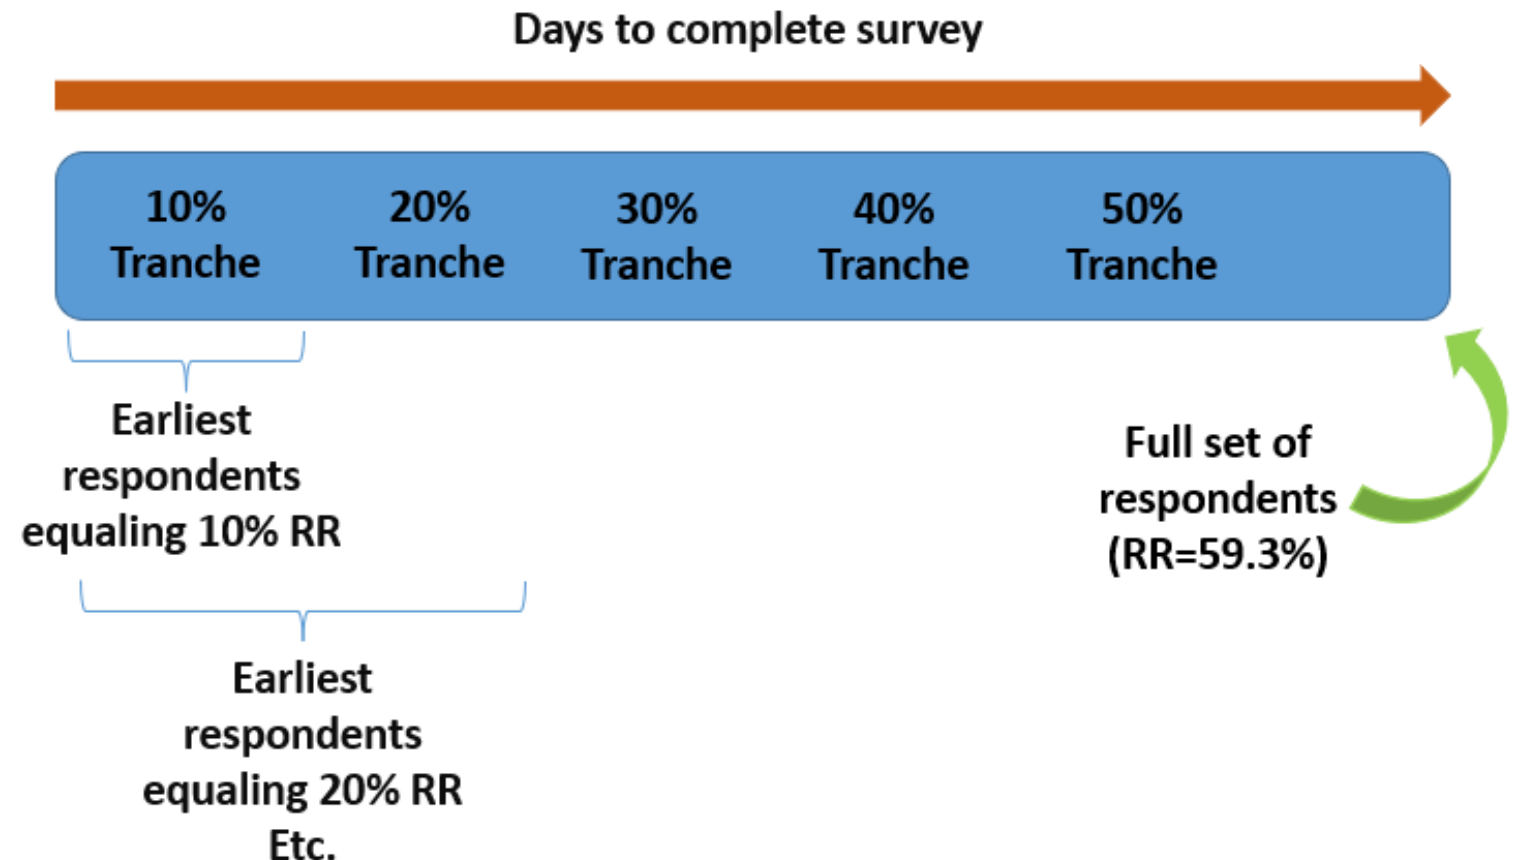 Days to complete survey
10%
Tranche
20%
Tranche
30%
Tranche
40%
Tranche
50%
Tranche
Earliest
respondents
equaling 10% RR
Full set of
respondents
(RR=59.3%)
Earliest
respondents
equaling 20% RR
Etc.